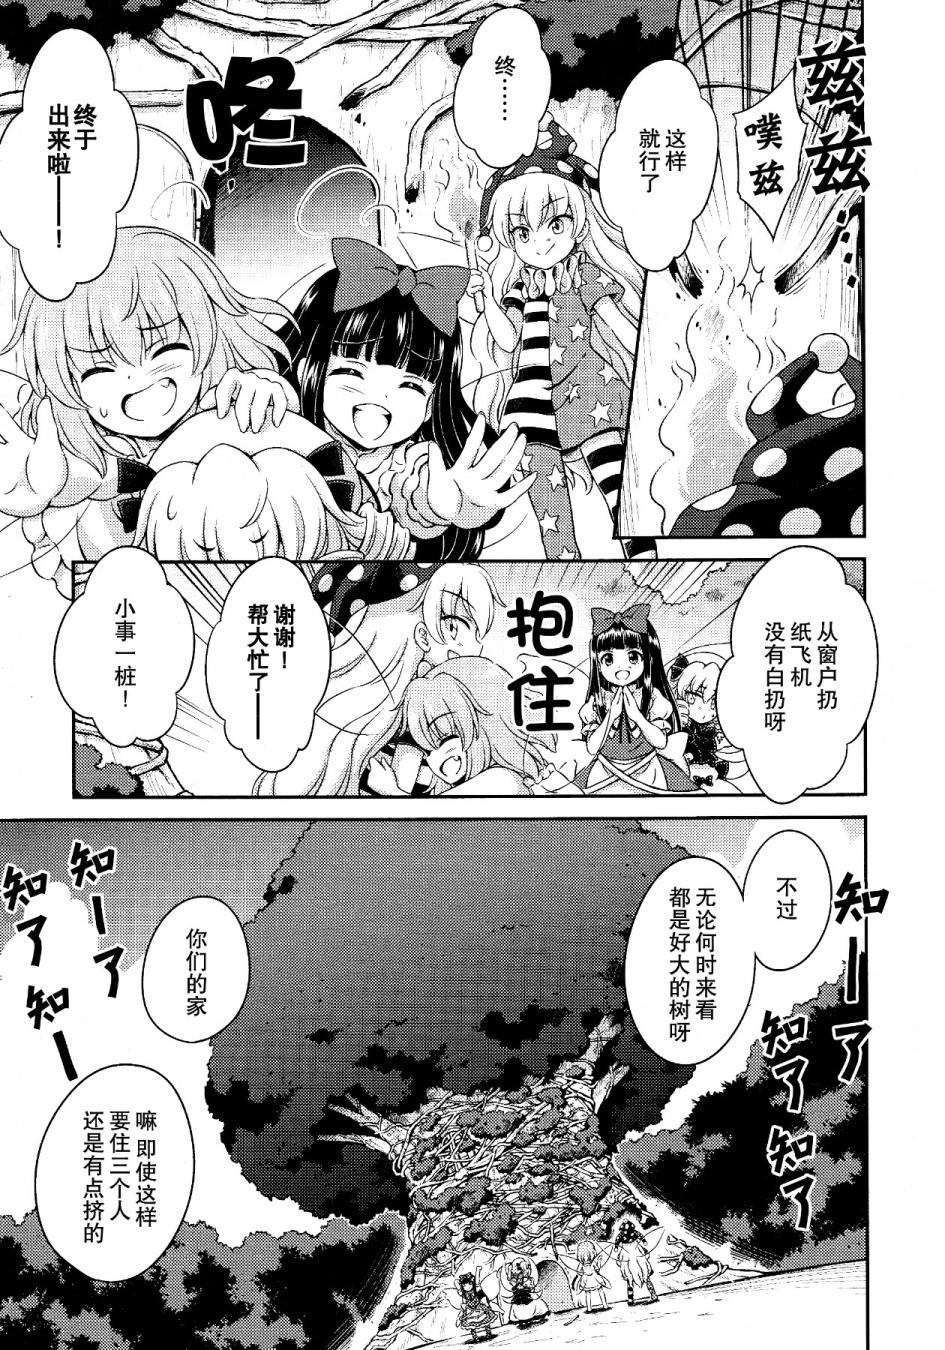 兹
兹
噗
兹
这样
就行了
终……
咚
终于
出来啦——！
从窗户扔
纸飞机
没有白扔呀
抱
住
谢谢！
帮大忙了——
小事一桩！
知ー了
知了
知了
不过
无论何时来看
都是好大的树呀
你们的家
嘛 即使这样
要住三个人
还是有点挤的
知ー了
知了
知ー